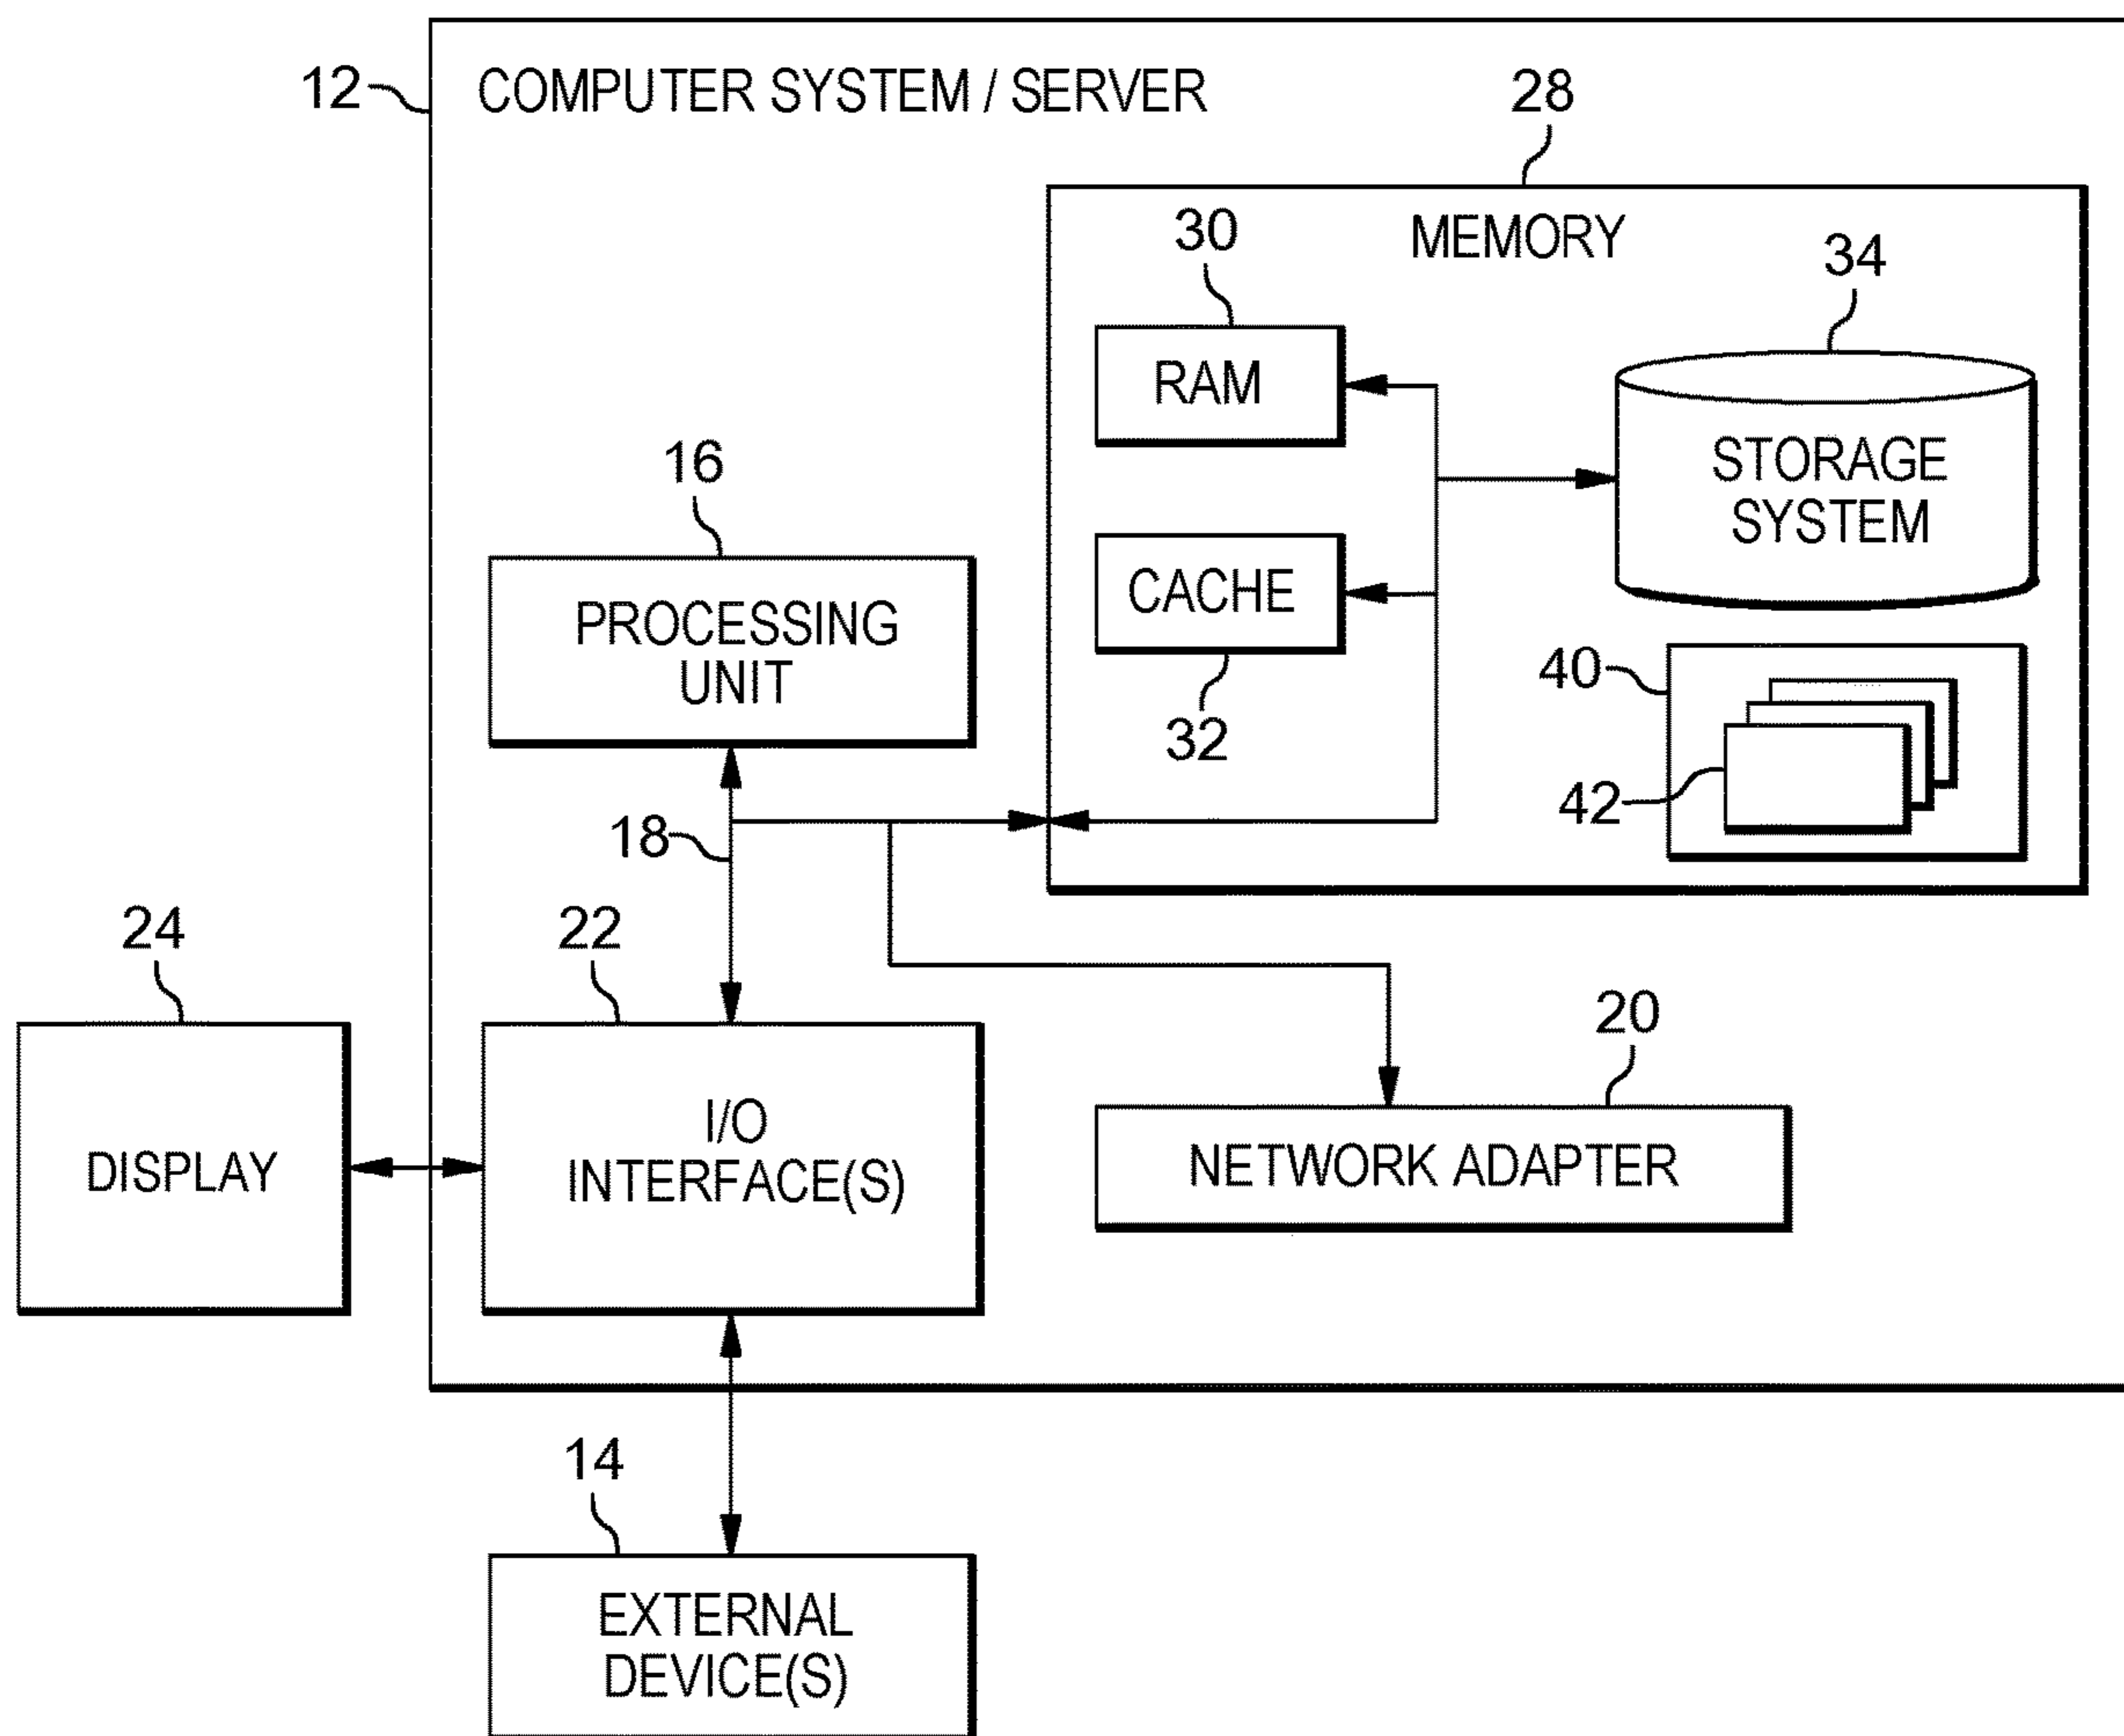 12
COMPUTER SYSTEM / SERVER
28
MEMORY
30
34
RAM
STORAGE
SYSTEM
16
PROCESSING
UNIT
CACHE
32
40
42
18
24
22
20
DISPLAY
I/O
INTERFACE(S)
NETWORK ADAPTER
14
EXTERNAL
DEVICE(S)